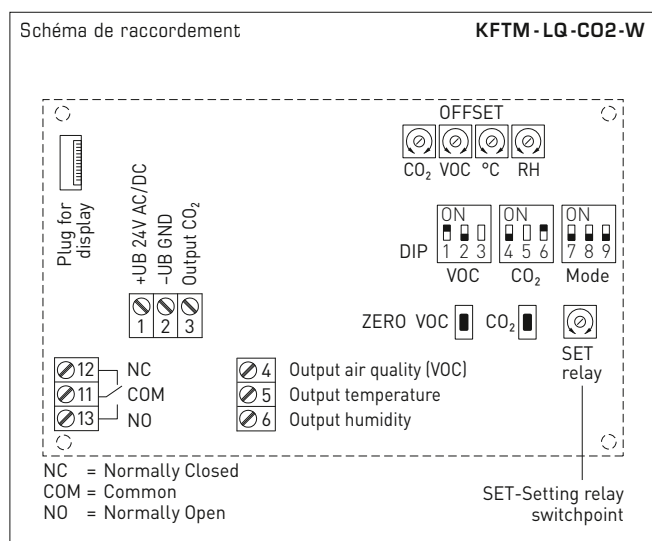 Schéma de raccordement KFTM-LQ-CO2-W
OFFSET
CO₂ VOC °C RH
Plug for
display
+UB 24V AC/DC
–UB GND
Output CO₂
1 2 3
DIP
ON ON ON
1 2 3 4 5 6 7 8 9
VOC CO₂ Mode
ZERO VOC CO₂
SET
relay
12 NC
11 COM
13 NO
4 Output air quality (VOC)
5 Output temperature
6 Output humidity
NC = Normally Closed
COM = Common
NO = Normally Open
SET-Setting relay
switchpoint